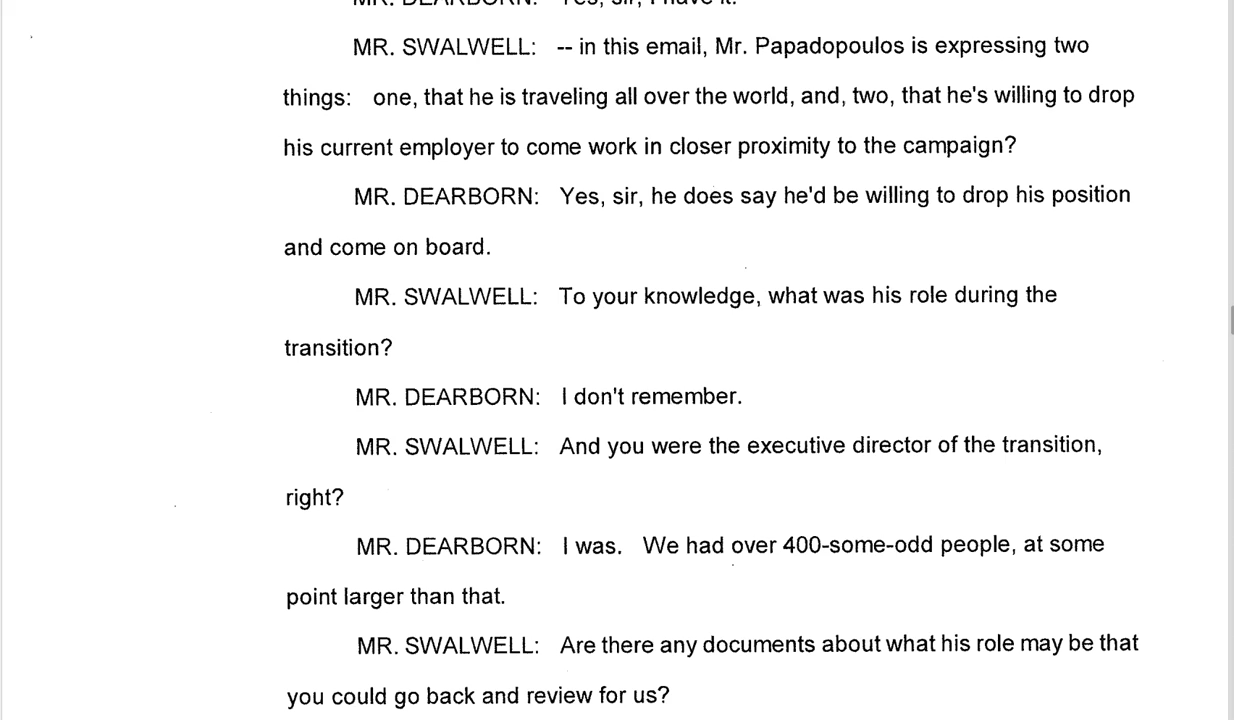 MR. DEARBORN: Yes, sir, I have it.
MR. SWALWELL: -- in this email, Mr. Papadopoulos is expressing two
things: one, that he is traveling all over the world, and, two, that he's willing to drop
his current employer to come work in closer proximity to the campaign?
MR. DEARBORN: Yes, sir, he does say he'd be willing to drop his position
and come on board.
MR. SWALWELL: To your knowledge, what was his role during the
transition?
MR. DEARBORN: I don't remember.
MR. SWALWELL: And you were the executive director of the transition,
right?
MR. DEARBORN: I was. We had over 400-some-odd people, at some
point larger than that.
MR. SWALWELL: Are there any documents about what his role may be that
you could go back and review for us?